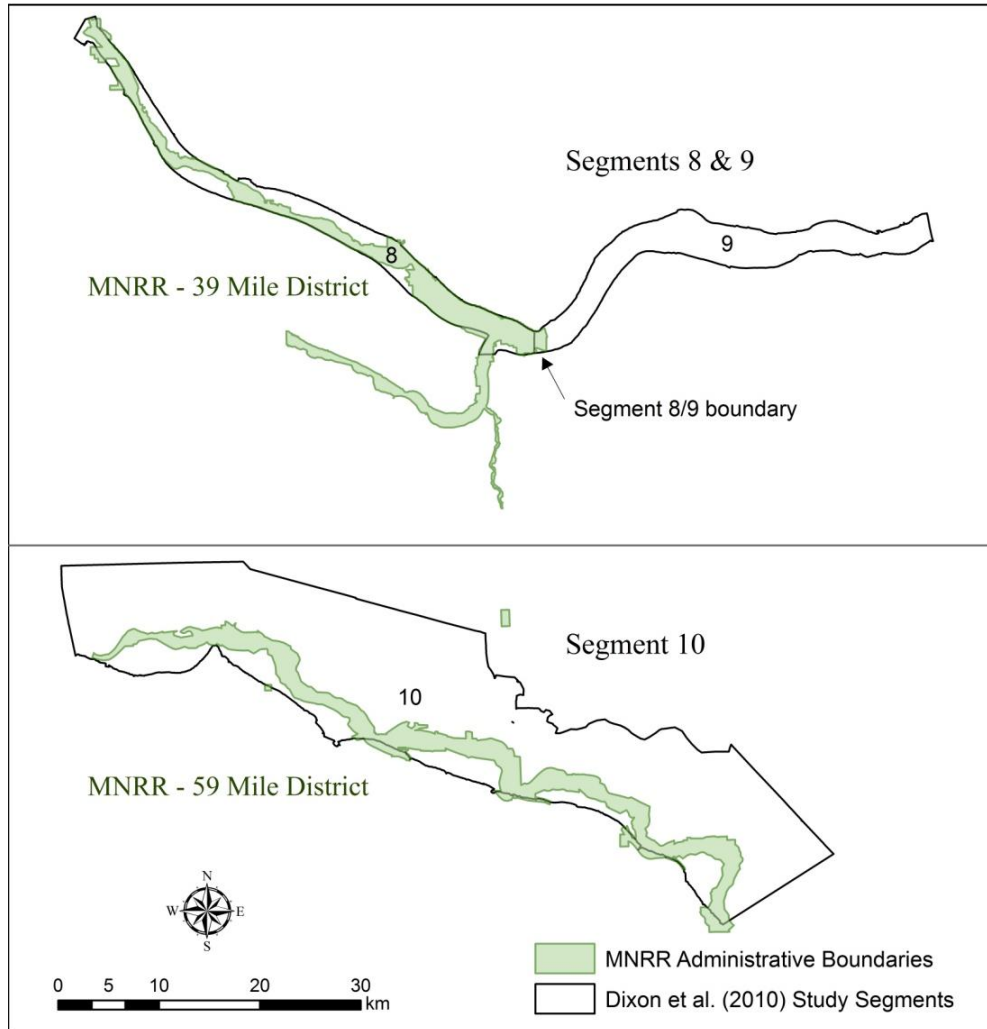 Segments 8 & 9
9
8
MNRR - 39 Mile District
Segment 8/9 boundary
Segment 10
10
MNRR - 59 Mile District
N
W E
S
MNRR Administrative Boundaries
Dixon et al. (2010) Study Segments
0 10 20 30
km